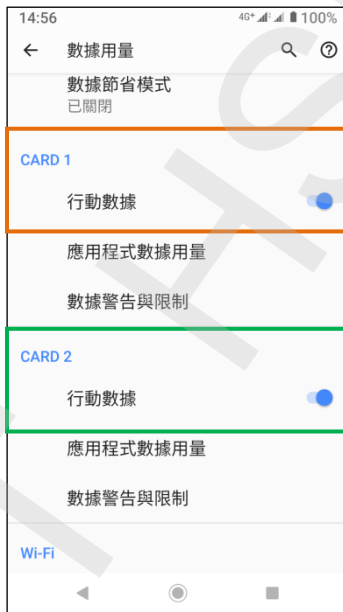 14:56 4G+ 100%
數據用量
數據節省模式
已關閉
CARD 1
行動數據
應用程式數據用量
數據警告與限制
CARD 2
行動數據
應用程式數據用量
數據警告與限制
Wi-Fi